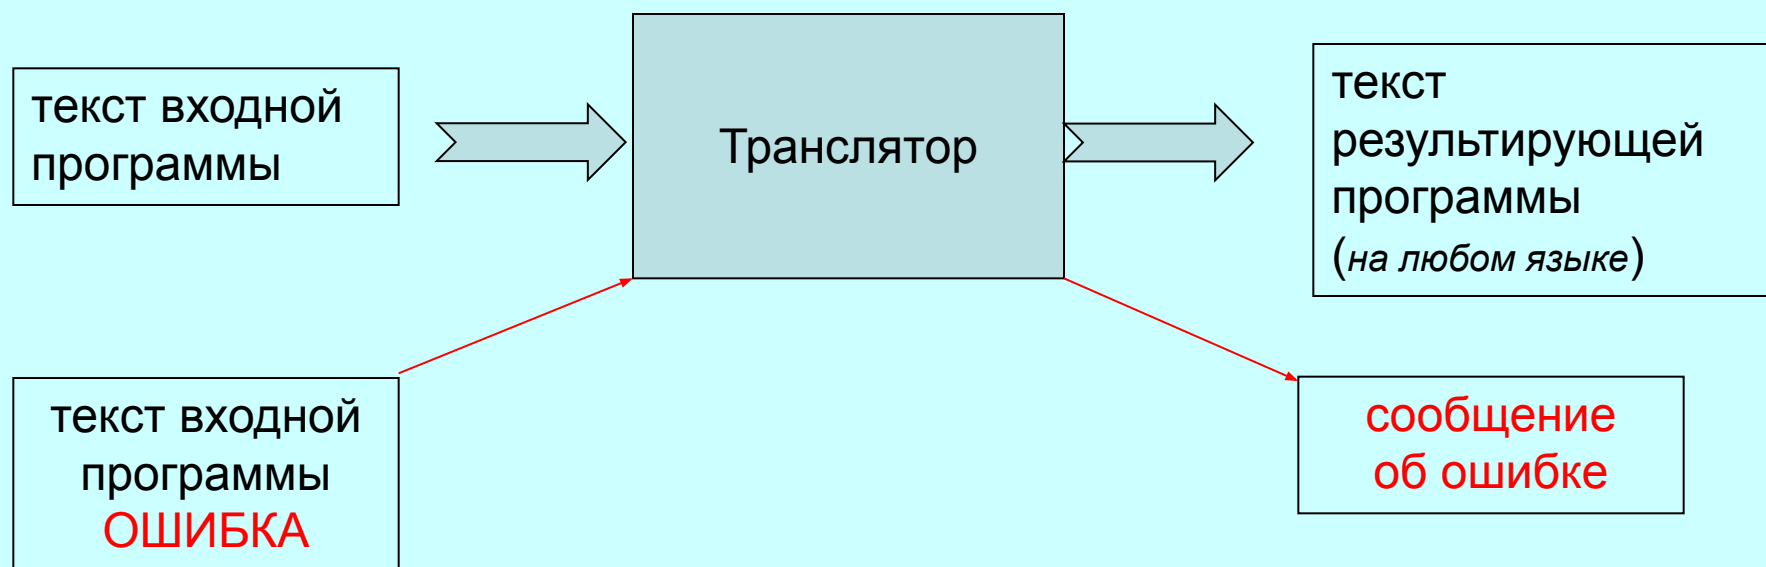 текст входной
программы
Транслятор
текст
результирующей
программы
(на любом языке)
текст входной
программы
ОШИБКА
сообщение
об ошибке